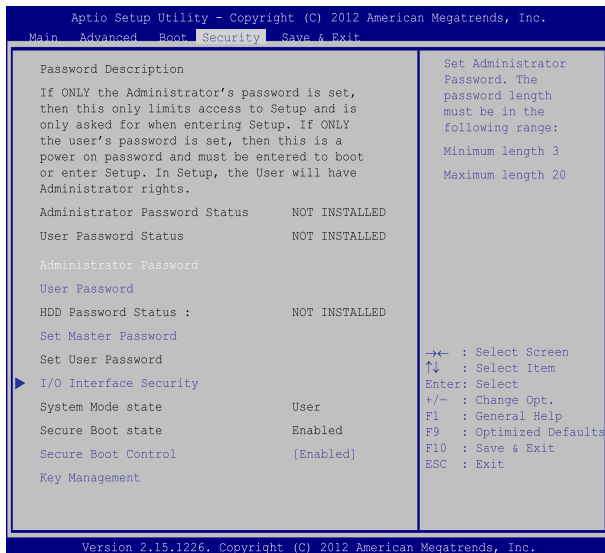 Aptio Setup Utility - Copyright (C) 2012 American Megatrends, Inc.
Main Advanced Boot Security Save & Exit
Password Description
If ONLY the Administrator's password is set,
then this only limits access to Setup and is
only asked for when entering Setup. If ONLY
the user's password is set, then this is a
power on password and must be entered to boot
or enter Setup. In Setup, the User will have
Administrator rights.
Administrator Password Status NOT INSTALLED
User Password Status NOT INSTALLED
Administrator Password
User Password
HDD Password Status : NOT INSTALLED
Set Master Password
Set User Password
I/O Interface Security
System Mode state User
Secure Boot state Enabled
Secure Boot Control [Enabled]
Key Management
Set Administrator
Password. The
password length
must be in the
following range:
Minimum length 3
Maximum length 20
→← : Select Screen
↑↓ : Select Item
Enter: Select
+/— : Change Opt.
F1 : General Help
F9 : Optimized Defaults
F10 : Save & Exit
ESC : Exit
Version 2.15.1226. Copyright (C) 2012 American Megatrends, Inc.